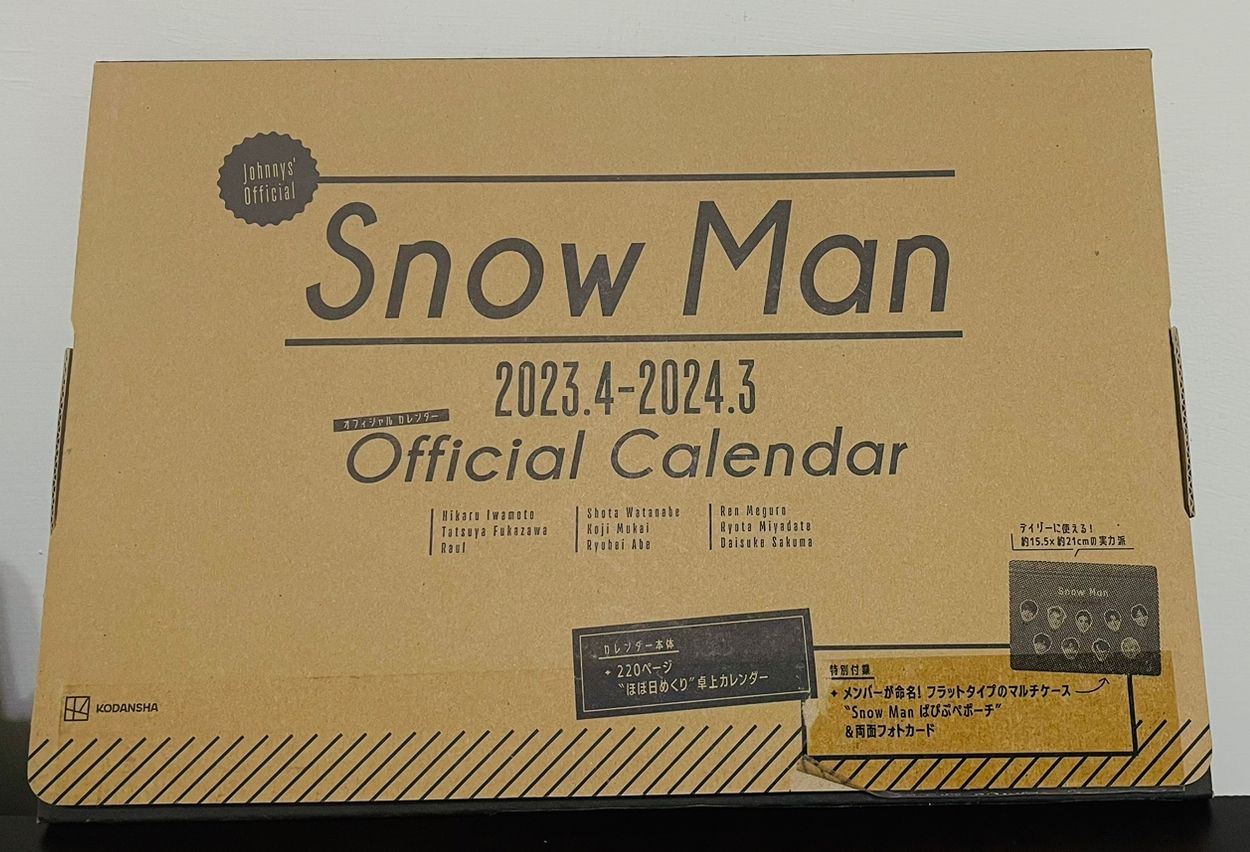 Johnnys'
Official
Snow Man
2023.4-2024.3
オフィシャル カレンダー
Official Calendar
Hikaru Iwamoto
Tatsuya Fukazawa
Raul
Shota Watanabe
Koji Mukai
Ryohei Abe
Ren Meguro
Ryota Miyadate
Daisuke Sakuma
デイリーに使える!
約15.5×約21cmの実力派
Snow Man
カレンダー本体
+ 220ページ
“ほぼ日めくり”卓上カレンダー
特別付録
+ メンバーが命名! フラットタイプのマルチケース
“Snow Man ぱぴぷぺポーチ”
&両面フォトカード
KODANSHA